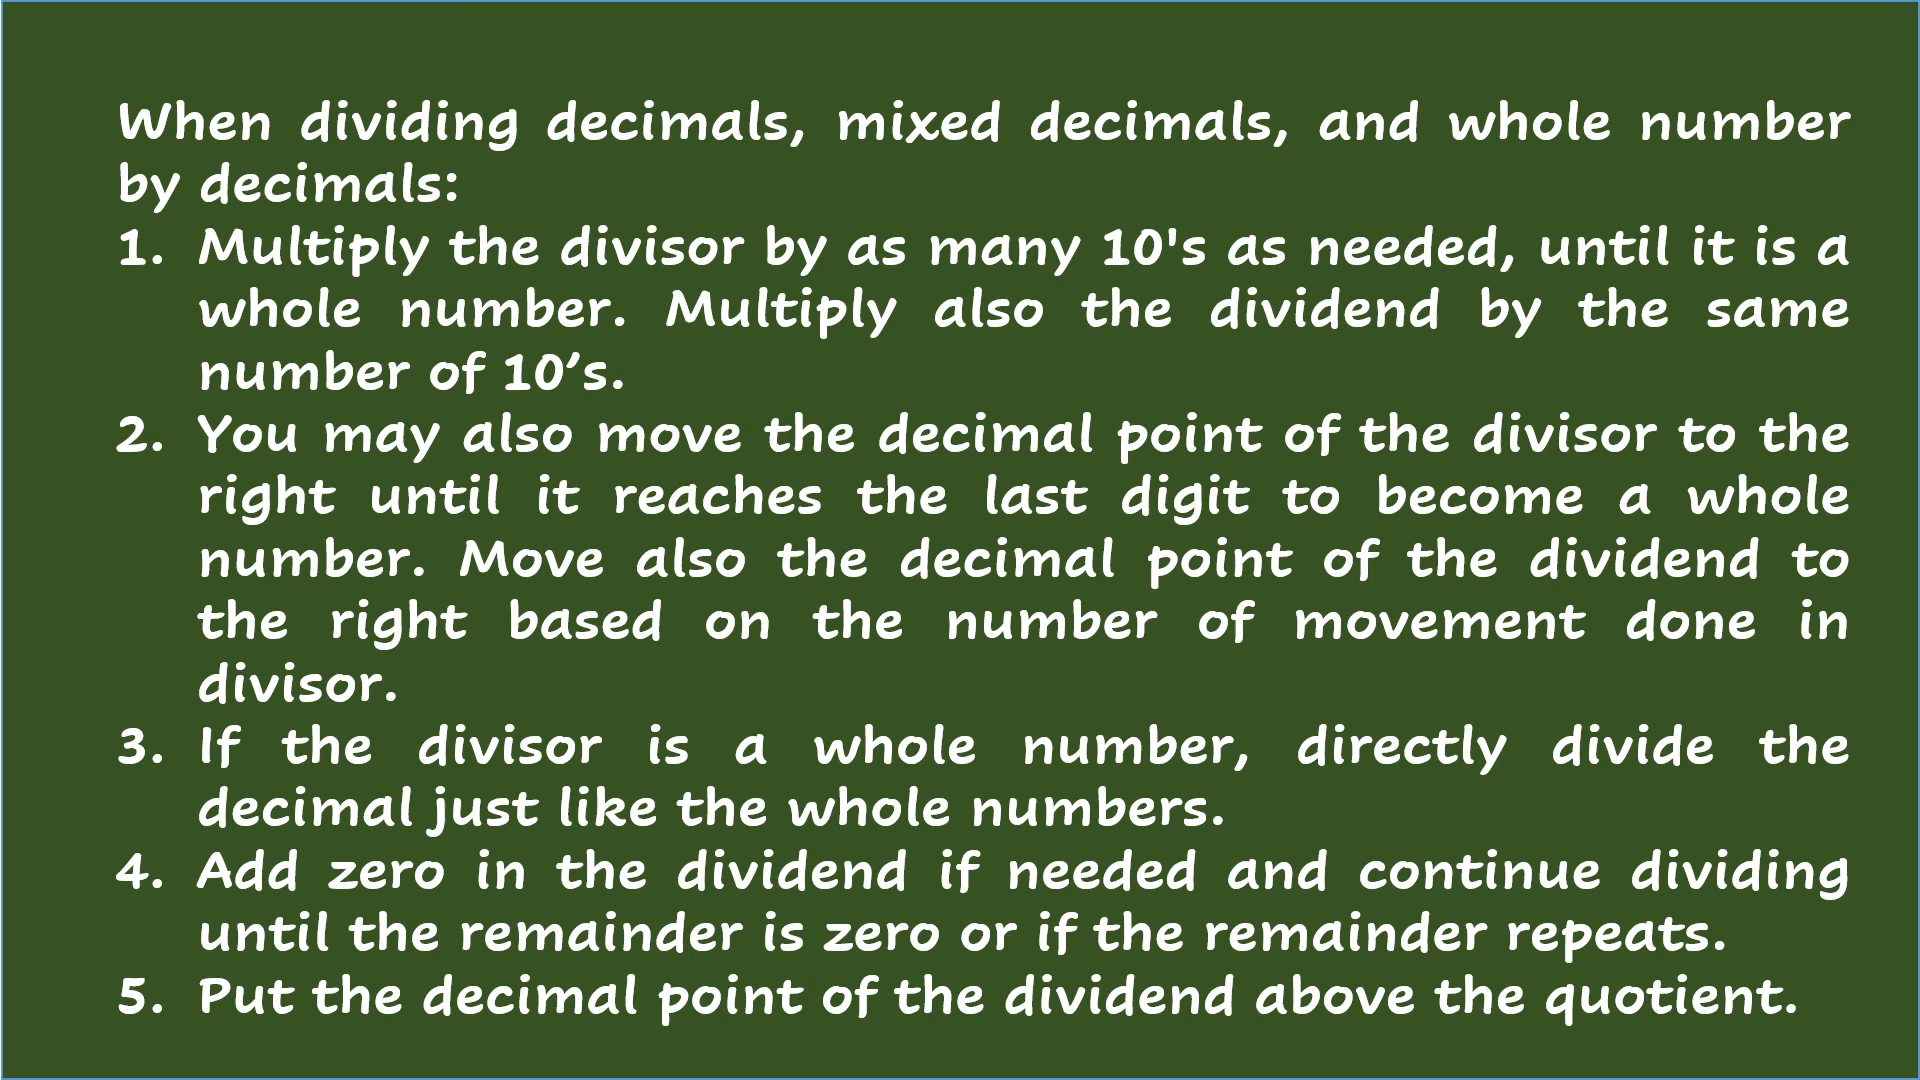 When dividing decimals, mixed decimals, and whole number
by decimals:
1. Multiply the divisor by as many 10's as needed, until it is a
whole number. Multiply also the dividend by the same
number of 10’s.
2. You may also move the decimal point of the divisor to the
right until it reaches the last digit to become a whole
number. Move also the decimal point of the dividend to
the right based on the number of movement done in
divisor.
3. If the divisor is a whole number, directly divide the
decimal just like the whole numbers.
4. Add zero in the dividend if needed and continue dividing
until the remainder is zero or if the remainder repeats.
5. Put the decimal point of the dividend above the quotient.